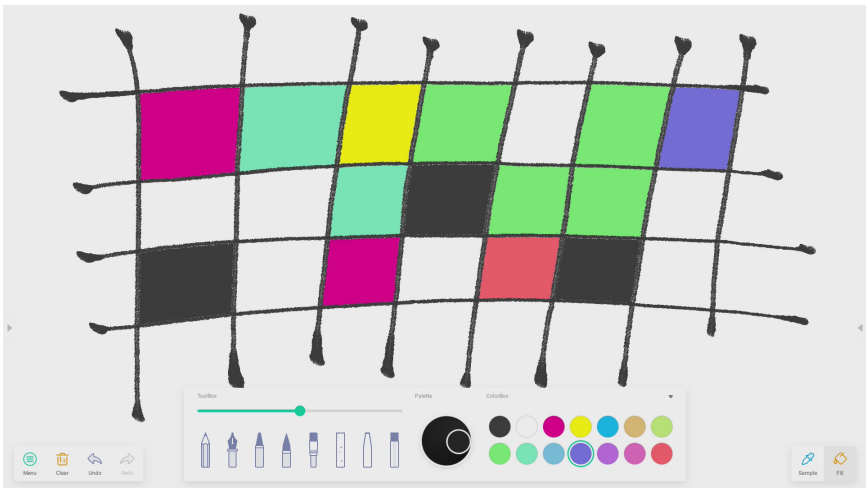 ToolBox
Palette
ColorBox
Menu
Clear
Undo
Redo
Sample
Fill